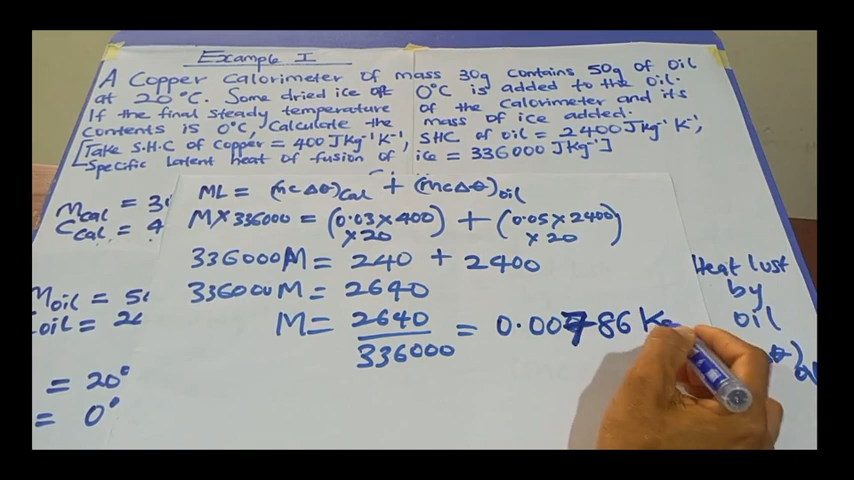 Example I
A Copper Calorimeter of mass 30g contains 50g of oil
at 20°C. Some dried ice at 0°C is added to the oil.
If the final steady temperature of the Calorimeter and its
contents is 0°C, Calculate the mass of ice added.
[Take S.H.C of Copper = 400 JKg⁻¹K⁻¹, SHC of oil = 2400 JKg⁻¹K⁻¹,
Specific Latent heat of fusion of ice = 336000 JKg⁻¹]
Mcal = 3
Ccal = 4
Moil = 5
oil = 2
= 20°
= 0°
ML = (mcΔθ)cal + (mcΔθ)oil
M×336000 = (0.03×400×20) + (0.05×2400×20)
336000M = 240 + 2400
336000M = 2640
M = 2640/336000 = 0.00786 Kg
Heat lost
by
oil
θ)